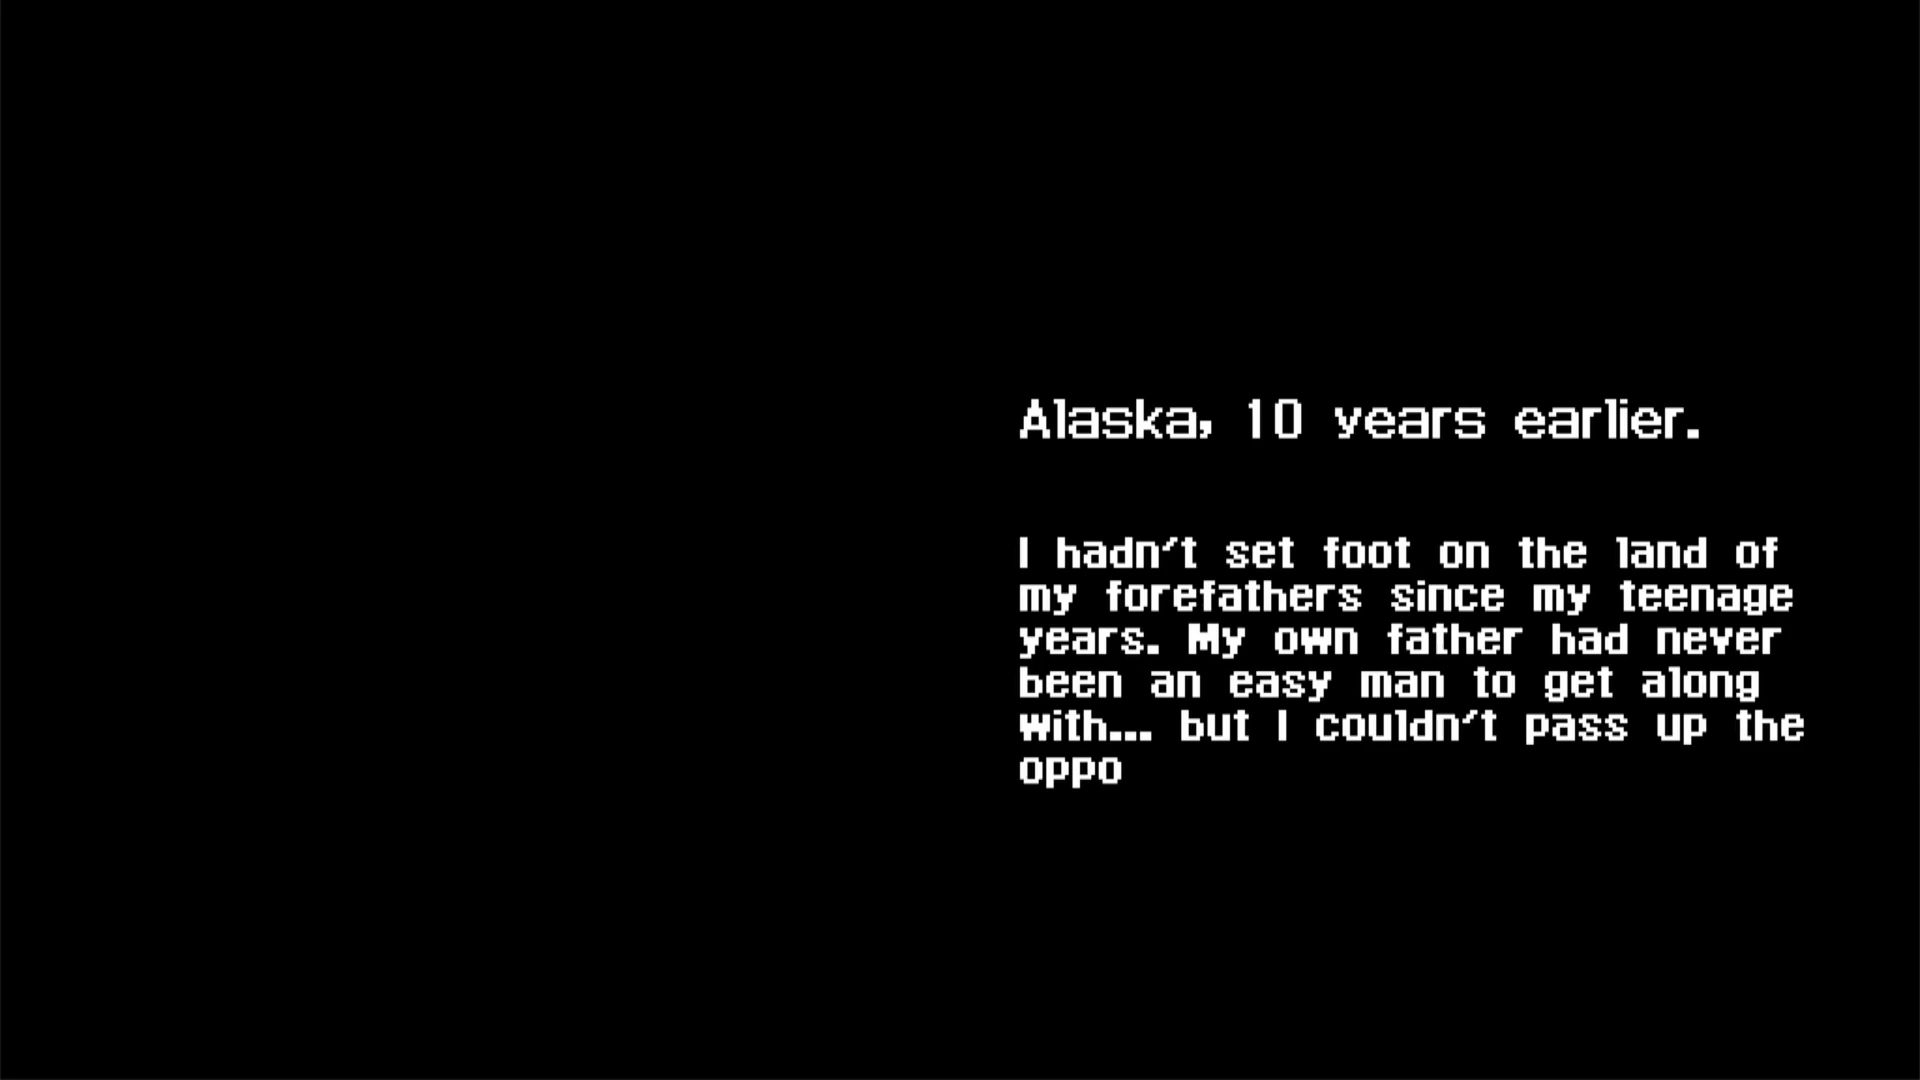 Alaska, 10 years earlier.
I hadn't set foot on the land of
my forefathers since my teenage
years. My own father had never
been an easy man to get along
with... but I couldn't pass up the
oppo